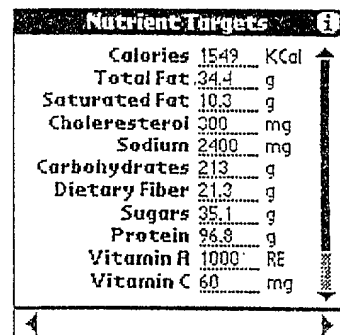 Nutrient Targets i
Calories 1549 KCal
Total Fat 34.4 g
Saturated Fat 10.3 g
Choleresterol 300 mg
Sodium 2400 mg
Carbohydrates 213 g
Dietary Fiber 21.3 g
Sugars 35.1 g
Protein 96.8 g
Vitamin A 1000 RE
Vitamin C 60 mg